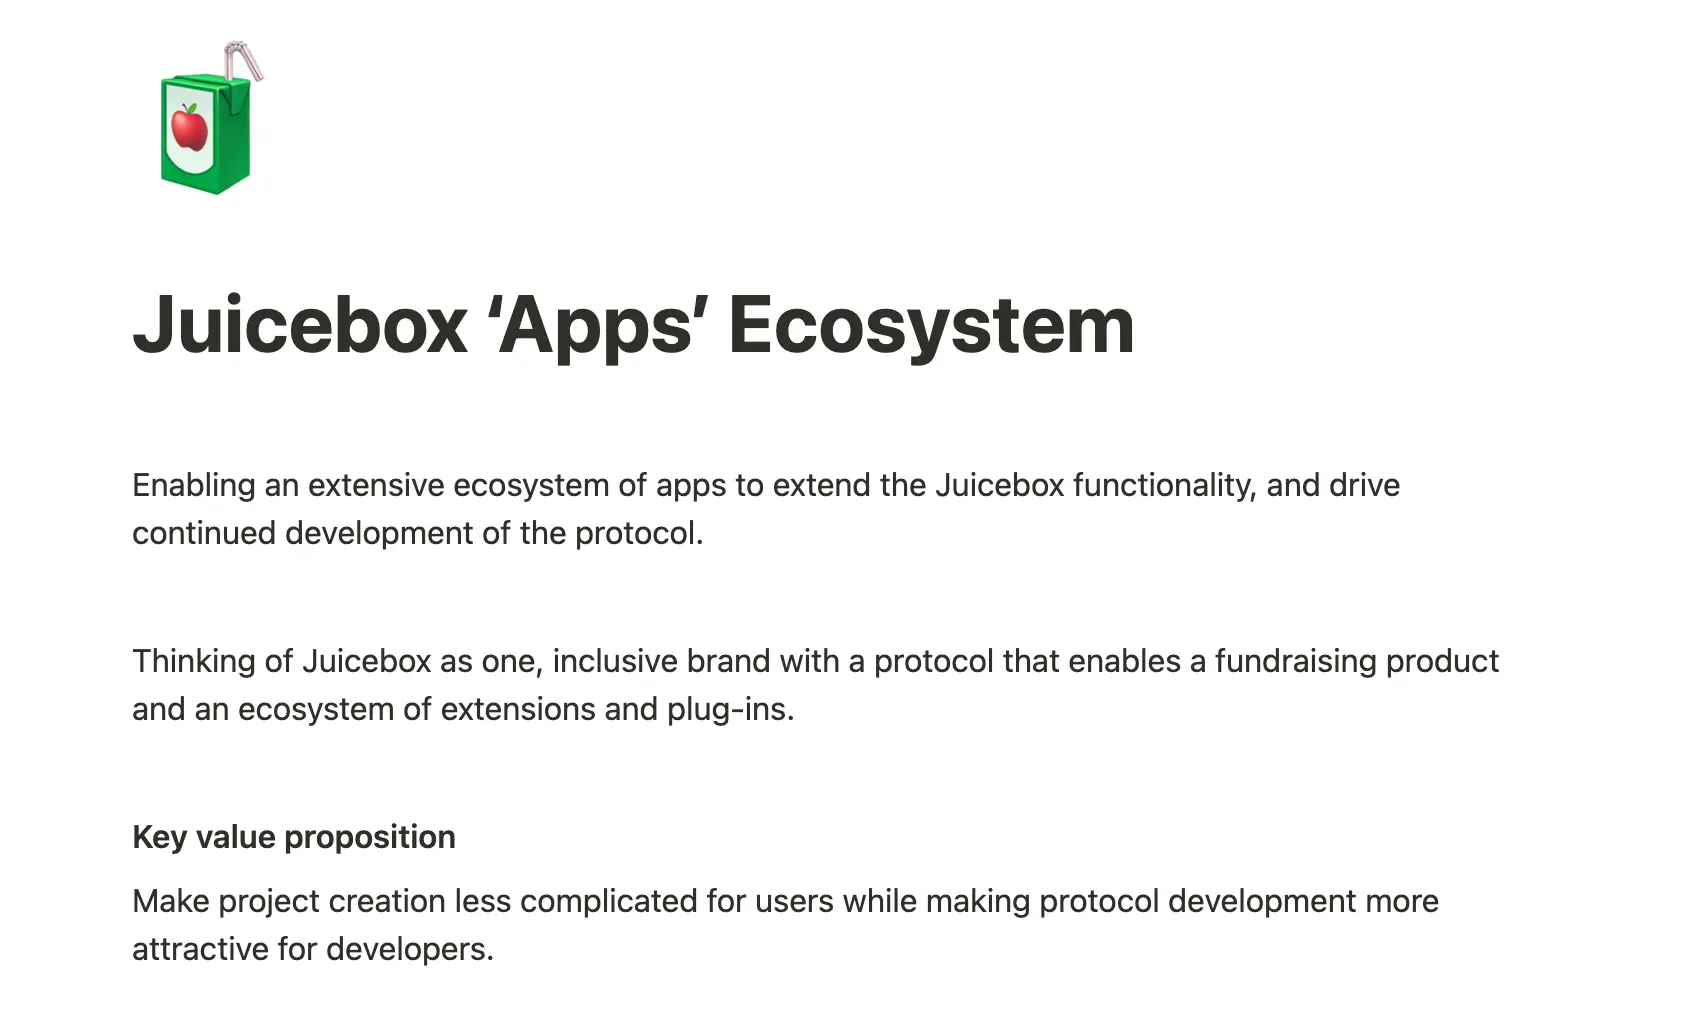 Juicebox ‘Apps’ Ecosystem
Enabling an extensive ecosystem of apps to extend the Juicebox functionality, and drive
continued development of the protocol.
Thinking of Juicebox as one, inclusive brand with a protocol that enables a fundraising product
and an ecosystem of extensions and plug-ins.
Key value proposition
Make project creation less complicated for users while making protocol development more
attractive for developers.